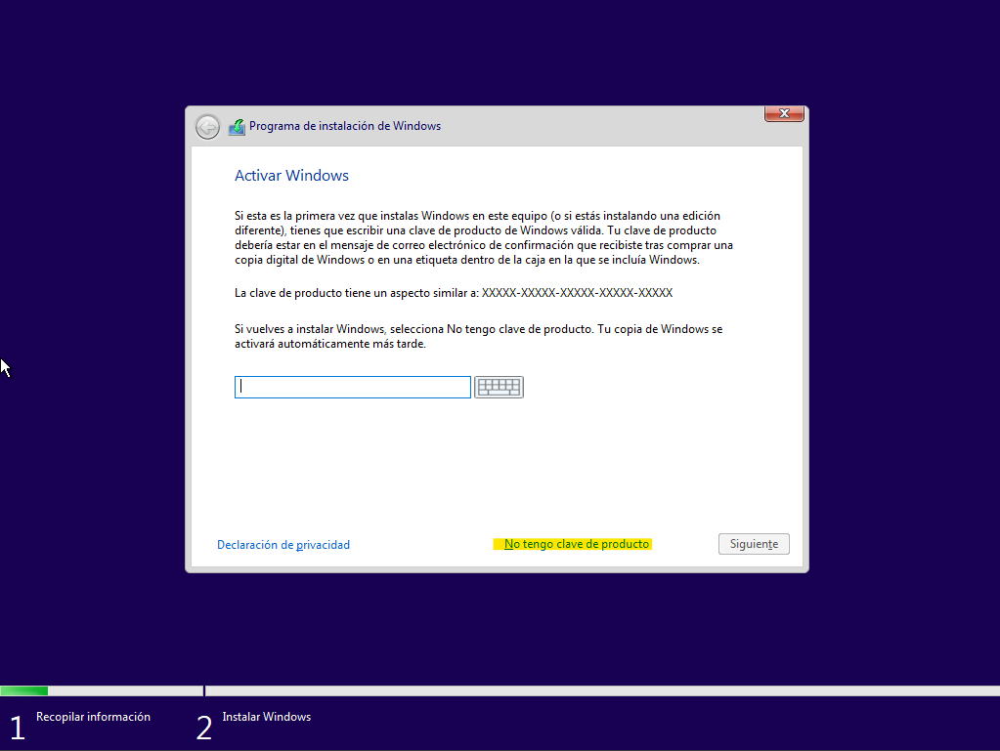 Programa de instalación de Windows
Activar Windows
Si esta es la primera vez que instalas Windows en este equipo (o si estás instalando una edición
diferente), tienes que escribir una clave de producto de Windows válida. Tu clave de producto
debería estar en el mensaje de correo electrónico de confirmación que recibiste tras comprar una
copia digital de Windows o en una etiqueta dentro de la caja en la que se incluía Windows.
La clave de producto tiene un aspecto similar a: XXXXX-XXXXX-XXXXX-XXXXX-XXXXX
Si vuelves a instalar Windows, selecciona No tengo clave de producto. Tu copia de Windows se
activará automáticamente más tarde.
Declaración de privacidad
No tengo clave de producto
Siguiente
1 Recopilar información
2 Instalar Windows